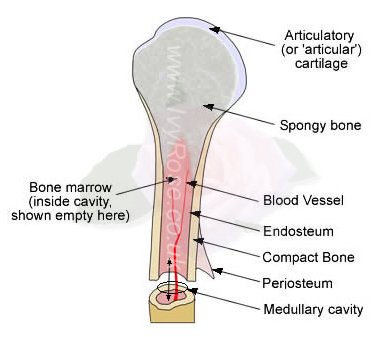 Articulatory
(or 'articular')
cartilage
Spongy bone
Bone marrow
(inside cavity,
shown empty here)
Blood Vessel
Endosteum
Compact Bone
Periosteum
Medullary cavity